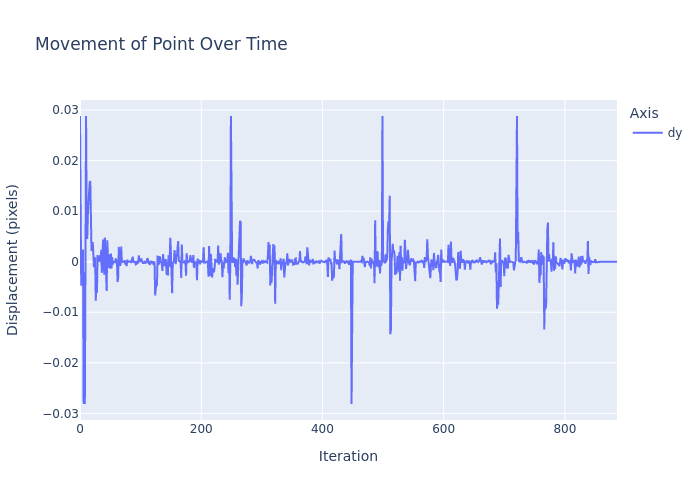 Movement of Point Over Time
Axis
dy
Displacement (pixels)
0.03
0.02
0.01
0
−0.01
−0.02
−0.03
0 200 400 600 800
Iteration